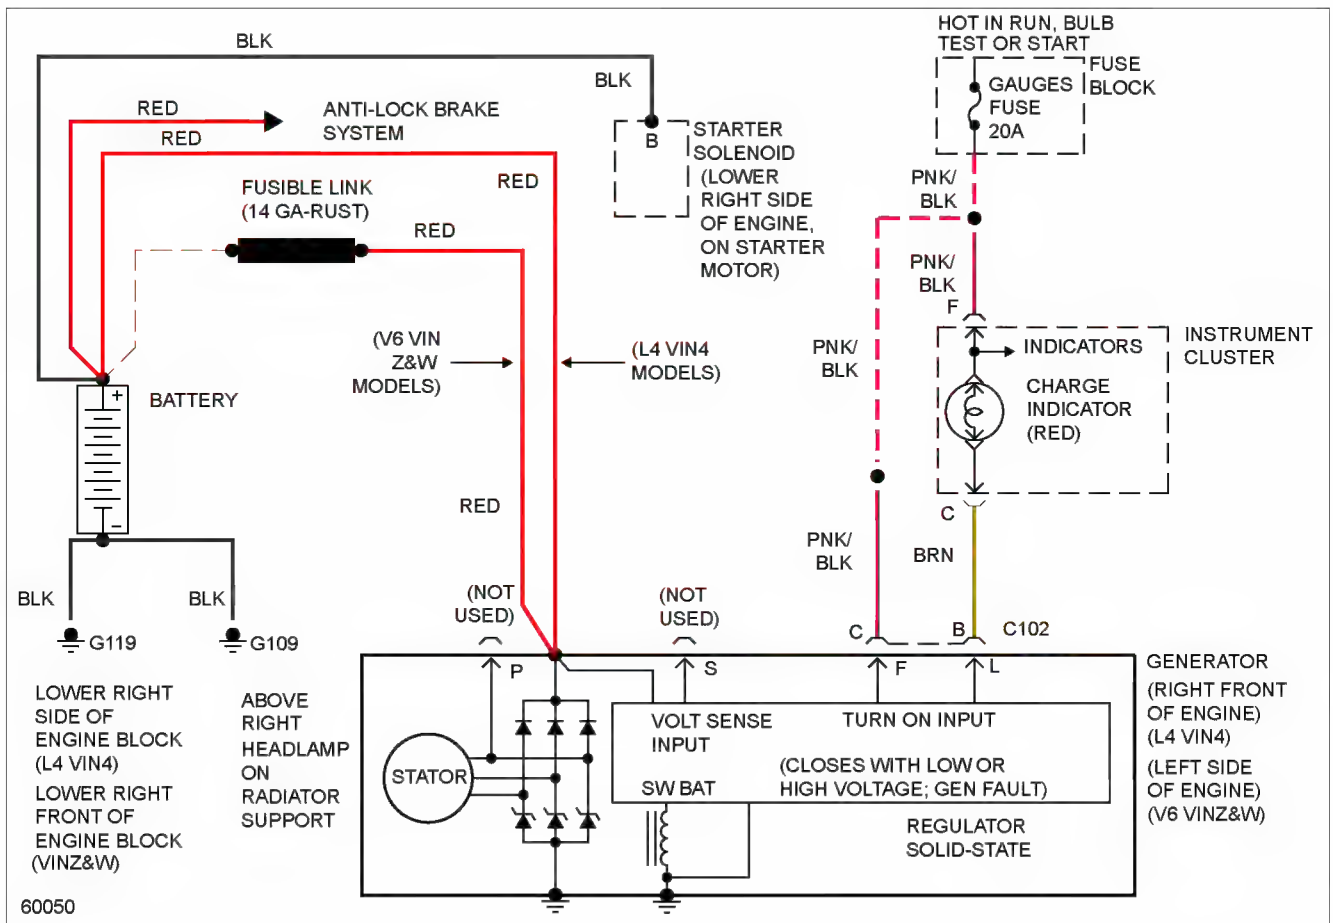 HOT IN RUN, BULB
TEST OR START
BLK
FUSE
BLOCK
BLK
GAUGES
FUSE
20A
RED
ANTI-LOCK BRAKE
SYSTEM
RED
B
STARTER
SOLENOID
(LOWER
RIGHT SIDE
OF ENGINE,
ON STARTER
MOTOR)
RED
FUSIBLE LINK
(14 GA-RUST)
RED
PNK/
BLK
PNK/
BLK
F
(V6 VIN
Z&W
MODELS)
(L4 VIN4
MODELS)
PNK/
BLK
INDICATORS
INSTRUMENT
CLUSTER
CHARGE
INDICATOR
(RED)
+
BATTERY
-
RED
C
PNK/
BLK
BRN
BLK
BLK
(NOT
USED)
(NOT
USED)
G119
G109
C
B
C102
P
S
F
L
GENERATOR
(RIGHT FRONT
OF ENGINE)
(L4 VIN4)
(LEFT SIDE
OF ENGINE)
(V6 VINZ&W)
LOWER RIGHT
SIDE OF
ENGINE BLOCK
(L4 VIN4)
LOWER RIGHT
FRONT OF
ENGINE BLOCK
(VINZ&W)
ABOVE
RIGHT
HEADLAMP
ON
RADIATOR
SUPPORT
STATOR
VOLT SENSE
INPUT
TURN ON INPUT
SW BAT
(CLOSES WITH LOW OR
HIGH VOLTAGE; GEN FAULT)
REGULATOR
SOLID-STATE
60050